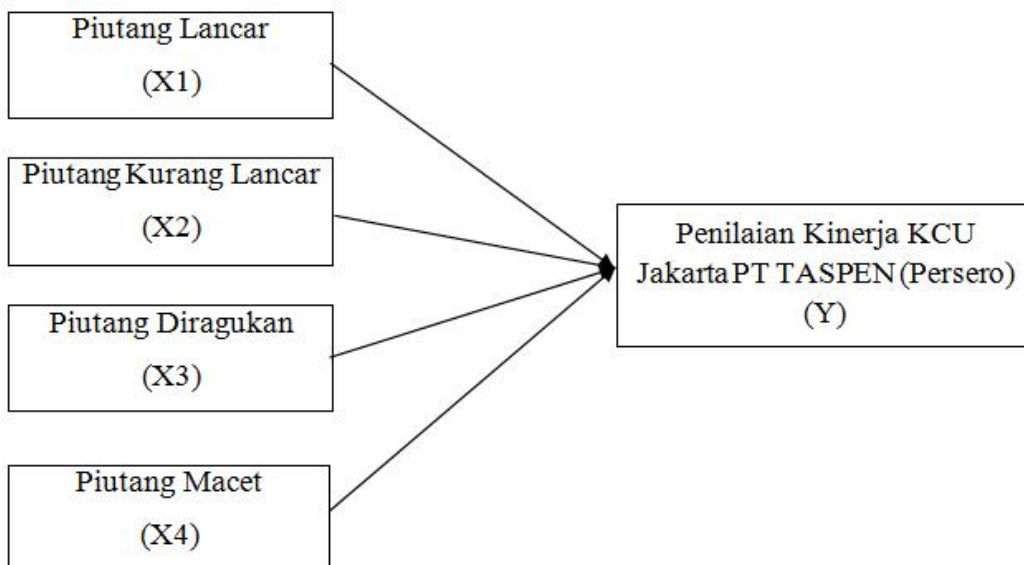 Piutang Lancar
(X1)
Piutang Kurang Lancar
(X2)
Piutang Diragukan
(X3)
Piutang Macet
(X4)
Penilaian Kinerja KCU
Jakarta PT TASPEN (Persero)
(Y)